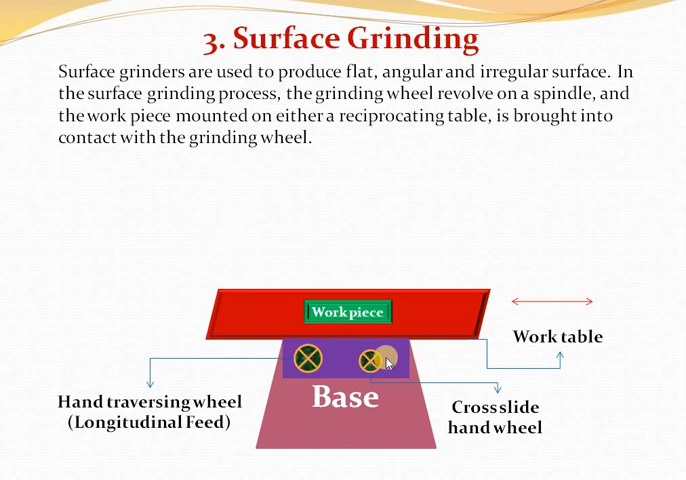 3. Surface Grinding
Surface grinders are used to produce flat, angular and irregular surface. In
the surface grinding process, the grinding wheel revolve on a spindle, and
the work piece mounted on either a reciprocating table, is brought into
contact with the grinding wheel.
Work piece
Work table
Hand traversing wheel
(Longitudinal Feed)
Base
Cross slide
hand wheel